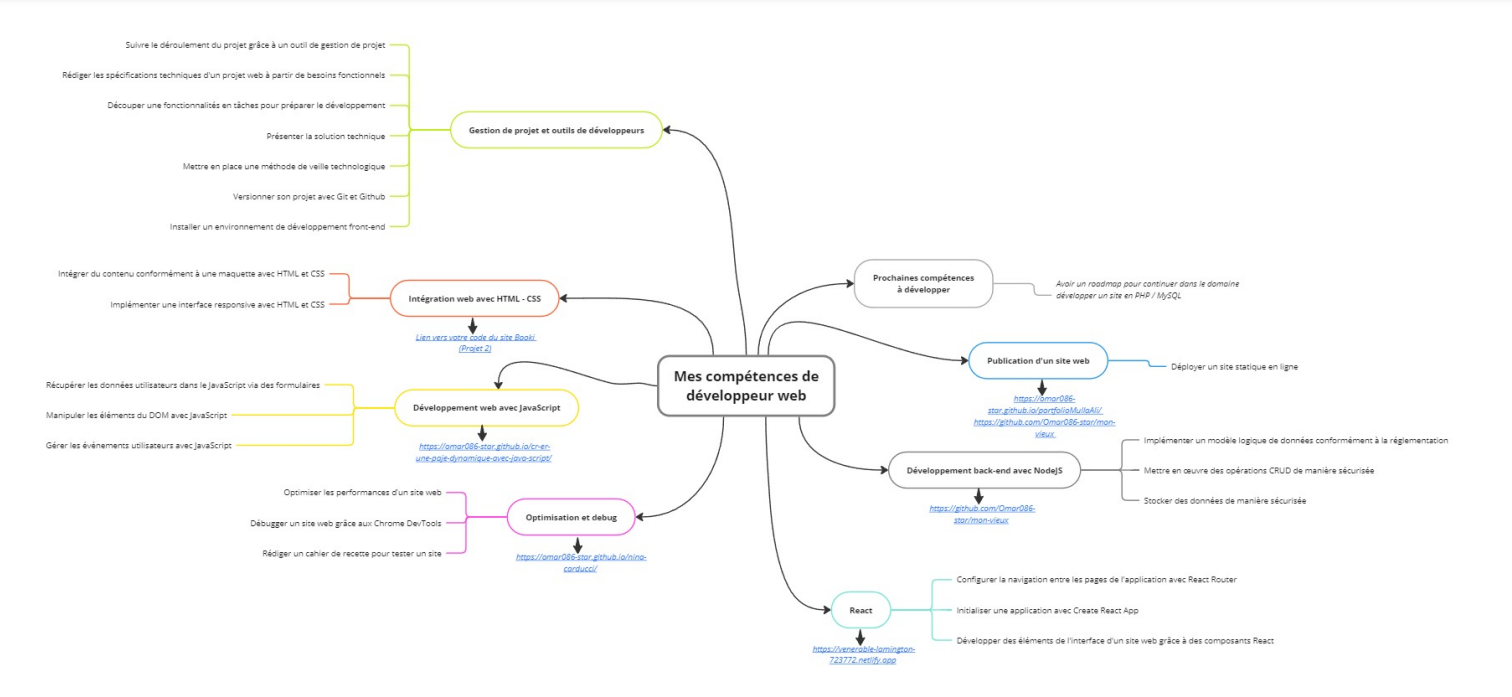 Suivre le déroulement du projet grâce à un outil de gestion de projet
Rédiger les spécifications techniques d'un projet web à partir de besoins fonctionnels
Découper une fonctionnalités en tâches pour préparer le développement
Présenter la solution technique
Mettre en place une méthode de veille technologique
Versionner son projet avec Git et Github
Installer un environnement de développement front-end
Gestion de projet et outils de développeurs
Intégrer du contenu conformément à une maquette avec HTML et CSS
Implémenter une interface responsive avec HTML et CSS
Intégration web avec HTML - CSS
Lien vers votre code du site Booki
(Projet 2)
Récupérer les données utilisateurs dans le JavaScript via des formulaires
Manipuler les éléments du DOM avec JavaScript
Gérer les événements utilisateurs avec JavaScript
Développement web avec JavaScript
https://omar086-star.github.io/cr-er-
une-paje-dynamique-avec-java-script/
Optimiser les performances d'un site web
Débugger un site web grâce aux Chrome DevTools
Rédiger un cahier de recette pour tester un site
Optimisation et debug
https://omar086-star.github.io/nina-
carducci/
Mes compétences de
développeur web
Prochaines compétences
à développer
Avoir un roadmap pour continuer dans le domaine
développer un site en PHP / MySQL
Publication d'un site web
Déployer un site statique en ligne
https://omar086-
star.github.io/portfolioMullaAli/
https://github.com/Omar086-star/mon-
vieux
Développement back-end avec NodeJS
Implémenter un modèle logique de données conformément à la réglementation
Mettre en œuvre des opérations CRUD de manière sécurisée
Stocker des données de manière sécurisée
https://github.com/Omar086-
star/mon-vieux
React
Configurer la navigation entre les pages de l'application avec React Router
Initialiser une application avec Create React App
Développer des éléments de l'interface d'un site web grâce à des composants React
https://venerable-lamington-
723772.netlify.app